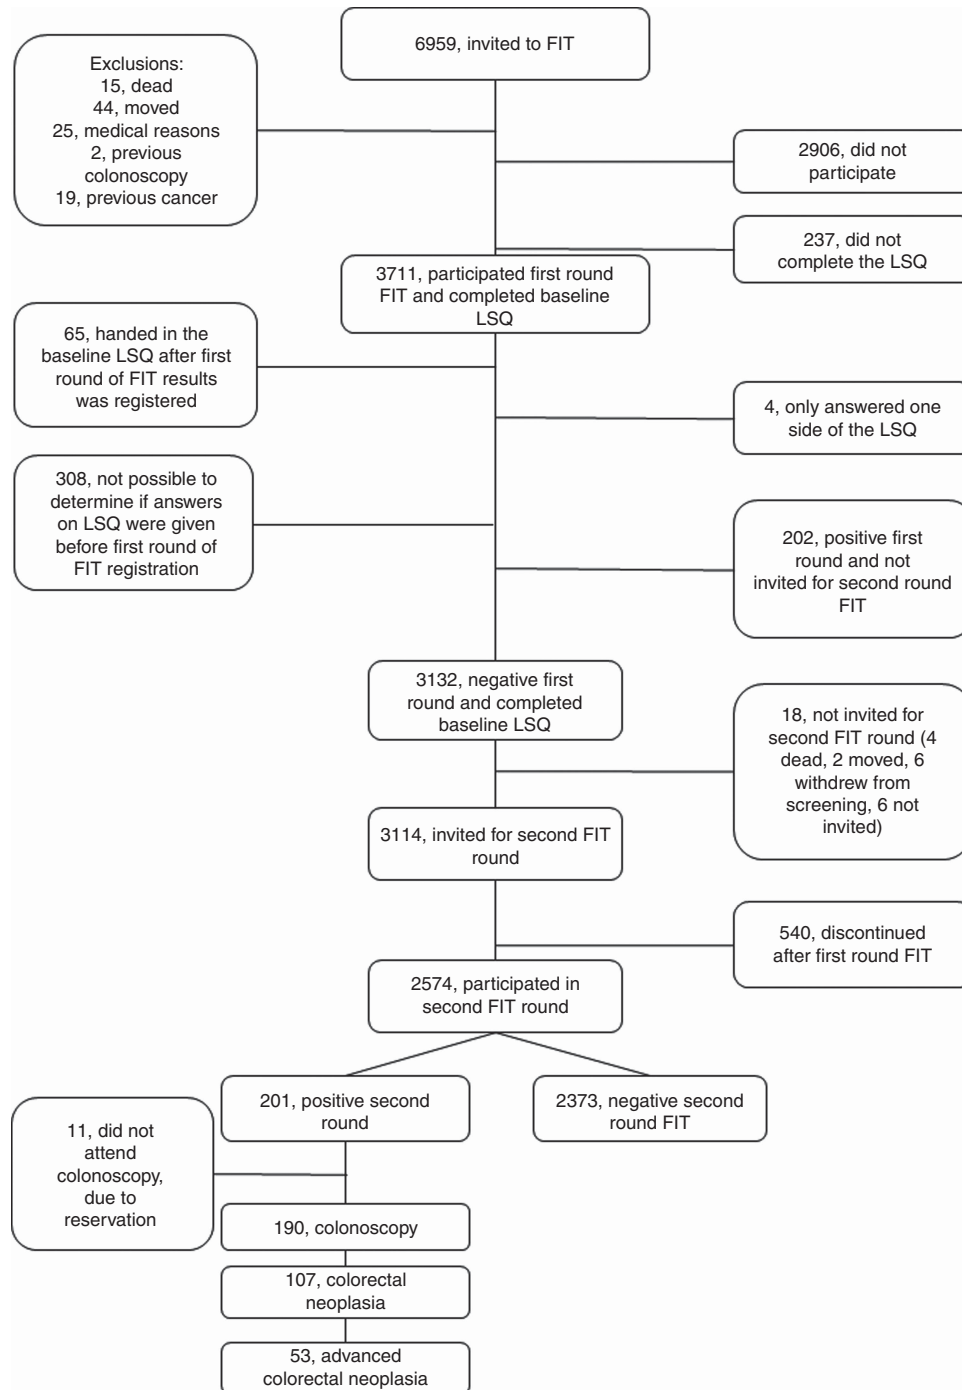 6959, invited to FIT
Exclusions:
15, dead
44, moved
25, medical reasons
2, previous
colonoscopy
19, previous cancer
2906, did not
participate
237, did not
complete the LSQ
3711, participated first round
FIT and completed baseline
LSQ
65, handed in the
baseline LSQ after first
round of FIT results
was registered
4, only answered one
side of the LSQ
308, not possible to
determine if answers
on LSQ were given
before first round of
FIT registration
202, positive first
round and not
invited for second round
FIT
3132, negative first
round and completed
baseline LSQ
18, not invited for
second FIT round (4
dead, 2 moved, 6
withdrew from
screening, 6 not
invited)
3114, invited for second FIT
round
540, discontinued
after first round FIT
2574, participated in
second FIT round
201, positive second
round
2373, negative second
round FIT
11, did not
attend
colonoscopy,
due to
reservation
190, colonoscopy
107, colorectal
neoplasia
53, advanced
colorectal neoplasia